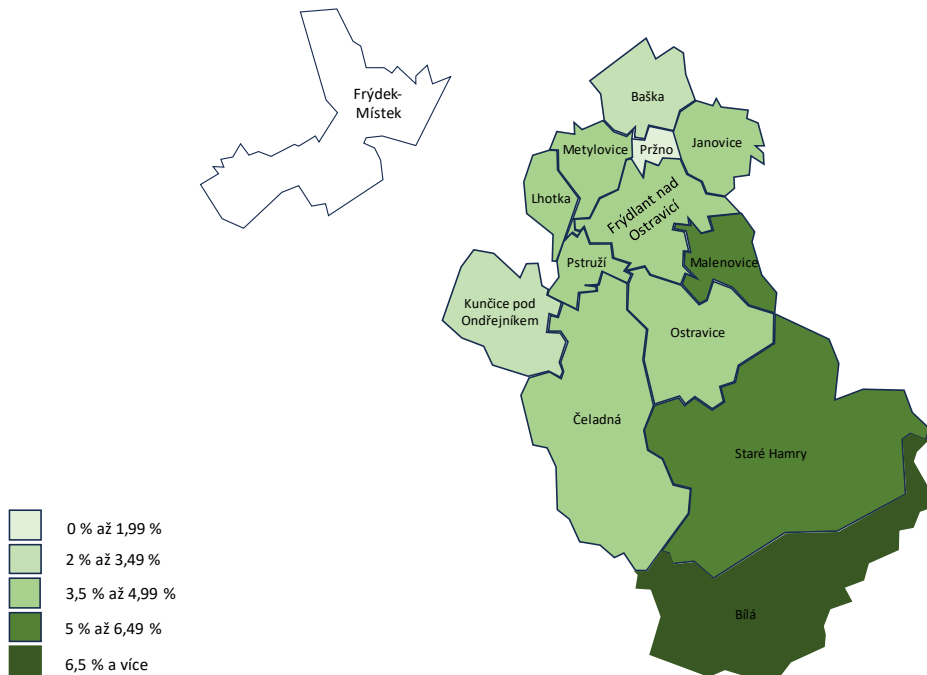 Frýdek-
Místek
Baška
Metylovice
Pržno
Janovice
Lhotka
Frýdlant nad
Ostravicí
Pstruží
Malenovice
Kunčice pod
Ondřejníkem
Ostravice
Čeladná
Staré Hamry
Bílá
0 % až 1,99 %
2 % až 3,49 %
3,5 % až 4,99 %
5 % až 6,49 %
6,5 % a více